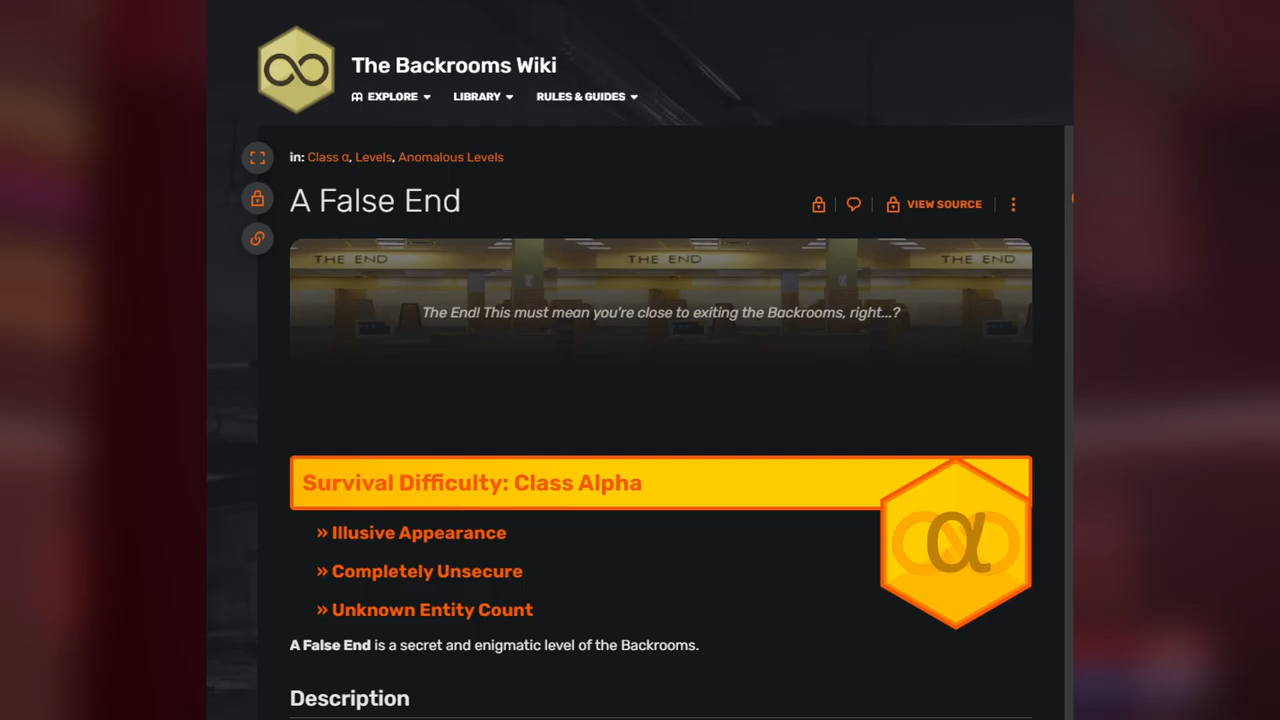 The Backrooms Wiki
EXPLORE LIBRARY RULES & GUIDES
in: Class α, Levels, Anomalous Levels
A False End
VIEW SOURCE
THE END THE END THE END
The End! This must mean you're close to exiting the Backrooms, right...?
Survival Difficulty: Class Alpha
α
» Illusive Appearance
» Completely Unsecure
» Unknown Entity Count
A False End is a secret and enigmatic level of the Backrooms.
Description